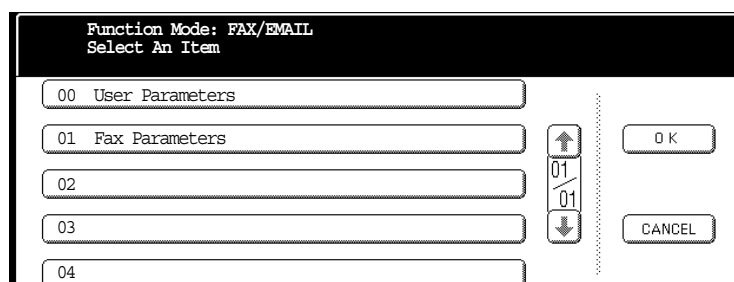 Function Mode: FAX/EMAIL
Select An Item
00 User Parameters
01 Fax Parameters
OK
02
01
01
03
CANCEL
04